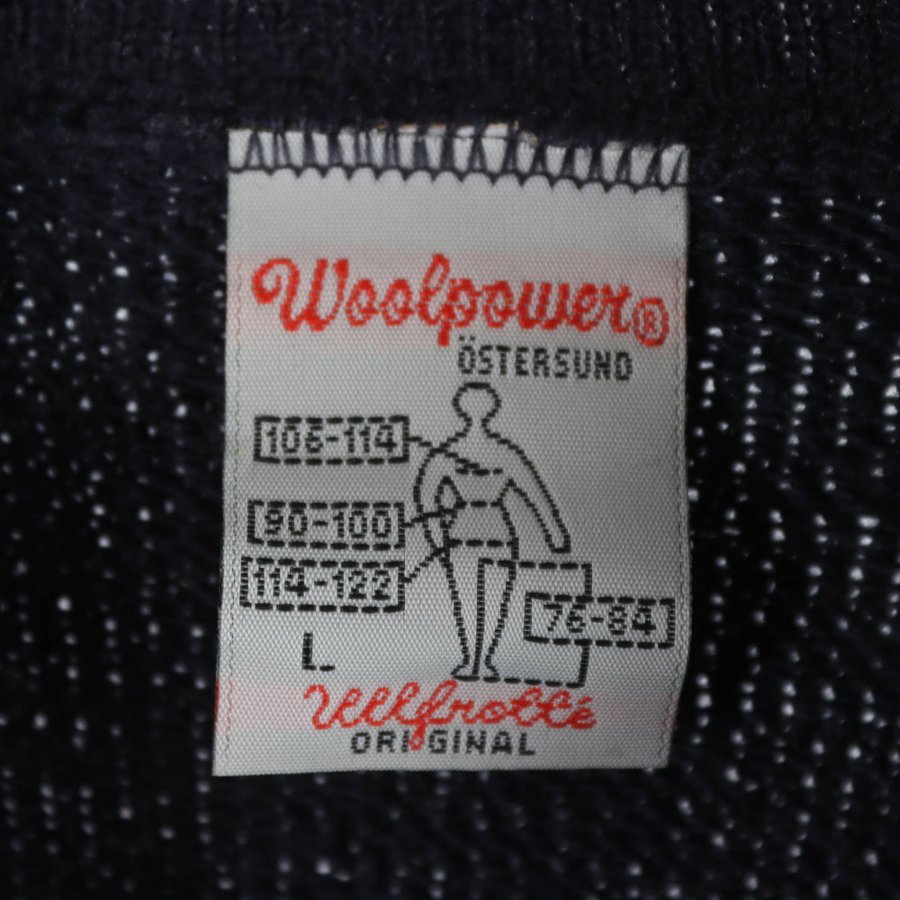 Woolpower®
ÖSTERSUND
106-114
90-100
114-122
76-84
L
Ullfrotté
ORIGINAL